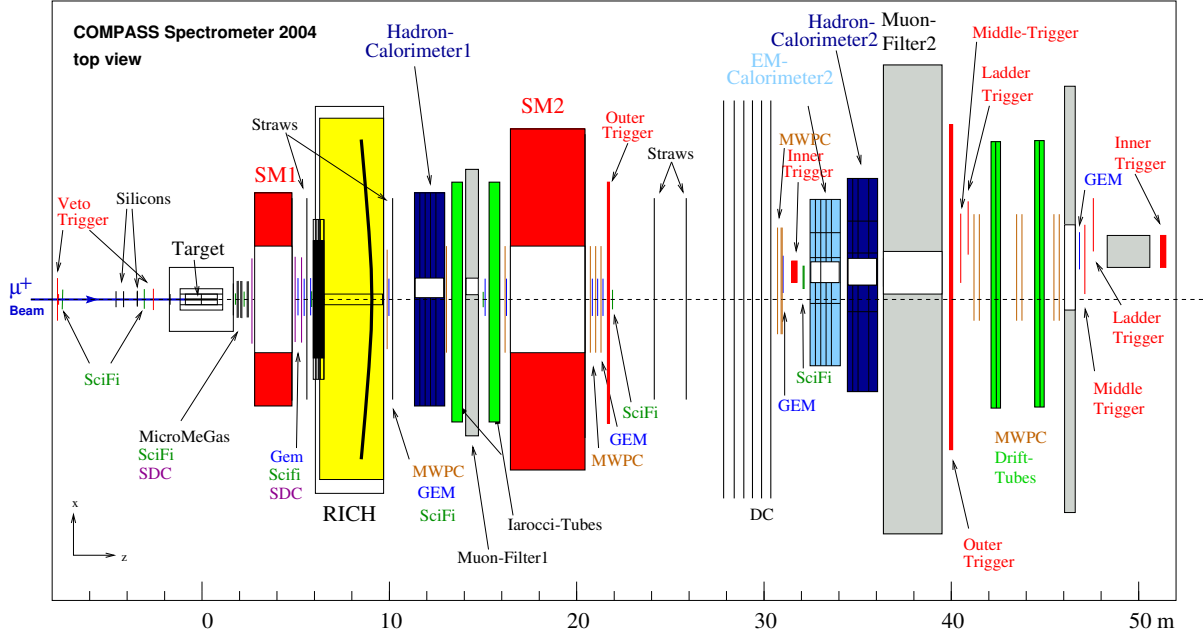 COMPASS Spectrometer 2004
top view
Hadron-
Calorimeter1
Hadron-
Calorimeter2
Muon-
Filter2
Middle-Trigger
EM-
Calorimeter2
Ladder
Trigger
SM2
Outer
Trigger
Straws
Straws
MWPC
Inner
Trigger
Inner
Trigger
GEM
SM1
Veto
Trigger
Silicons
Target
μ+
Beam
SciFi
MicroMeGas
SciFi
SDC
Gem
Scifi
SDC
RICH
MWPC
GEM
SciFi
Iarocci-Tubes
Muon-Filter1
SciFi
GEM
MWPC
DC
GEM
SciFi
Ladder
Trigger
Middle
Trigger
MWPC
Drift-
Tubes
Outer
Trigger
x
z
0 10 20 30 40 50 m